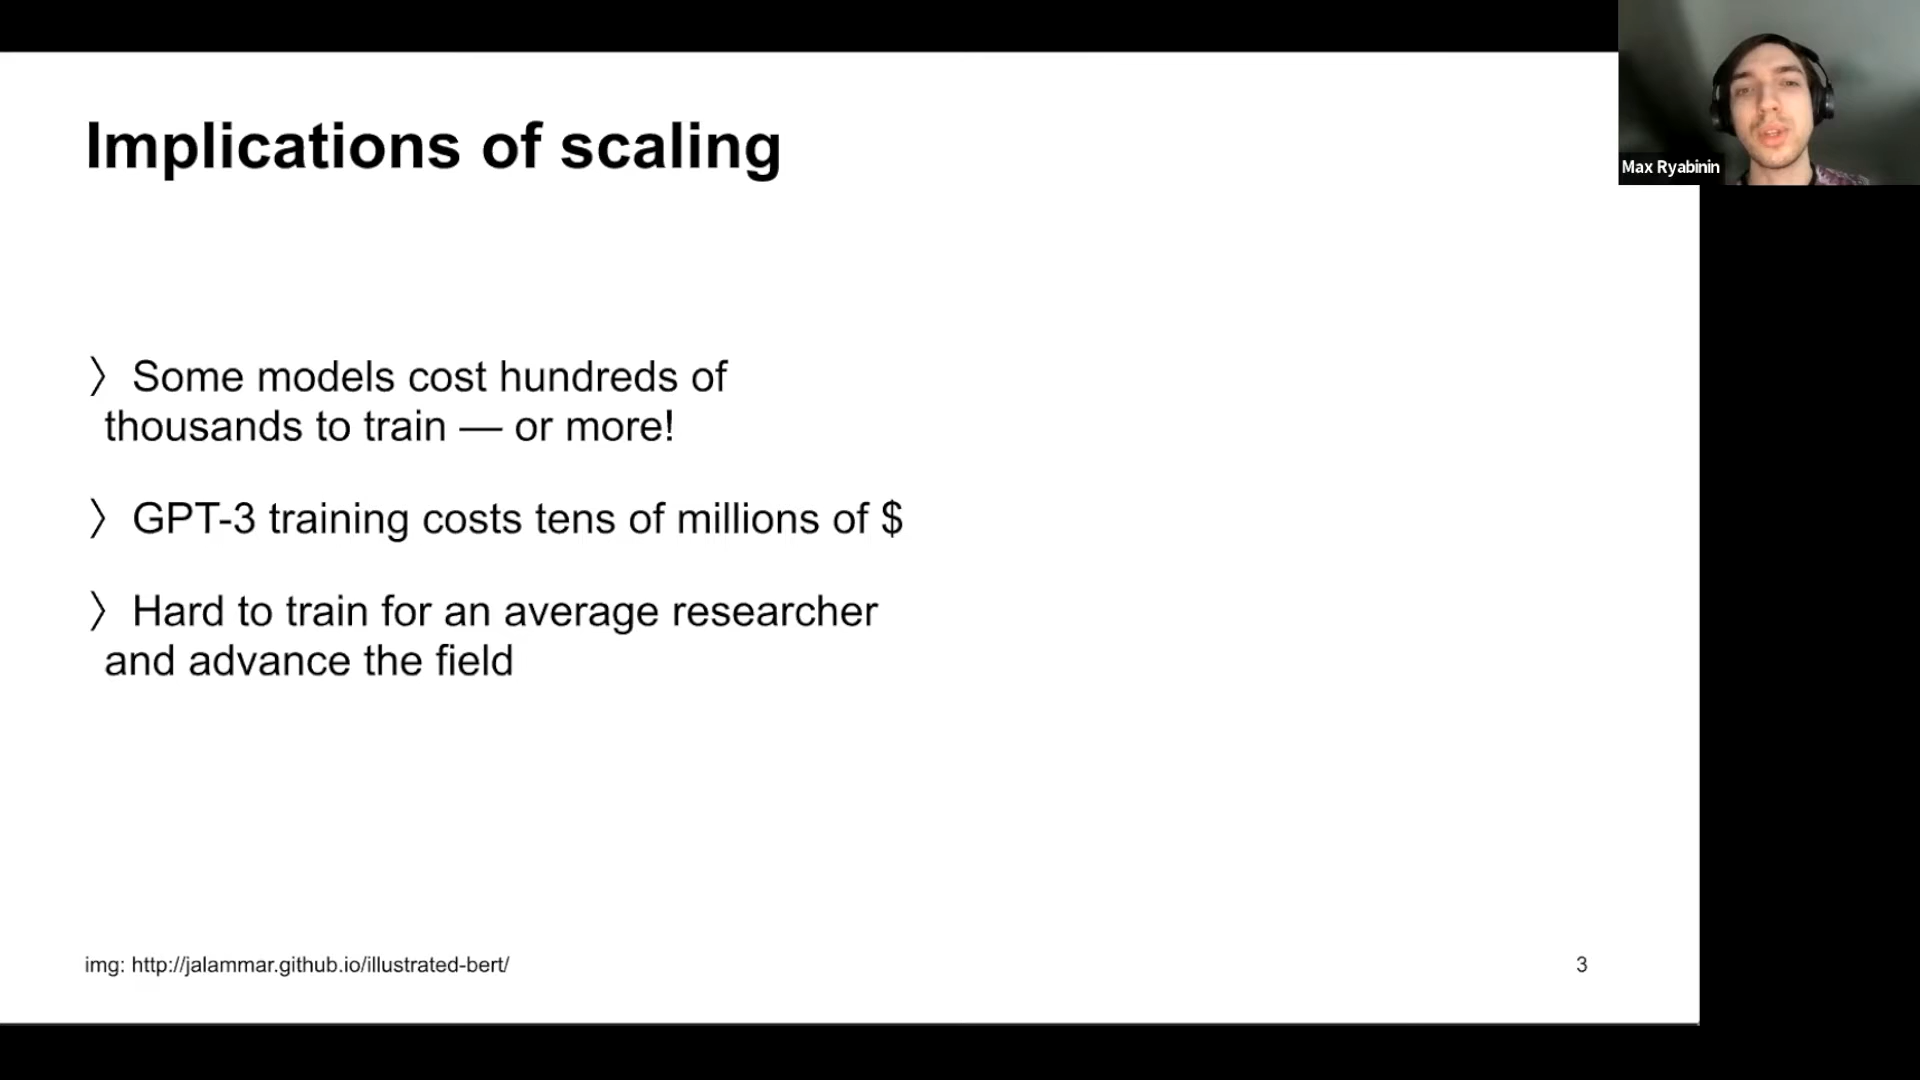 Implications of scaling
Max Ryabinin
〉 Some models cost hundreds of
thousands to train — or more!
〉 GPT-3 training costs tens of millions of $
〉 Hard to train for an average researcher
and advance the field
img: http://jalammar.github.io/illustrated-bert/
3